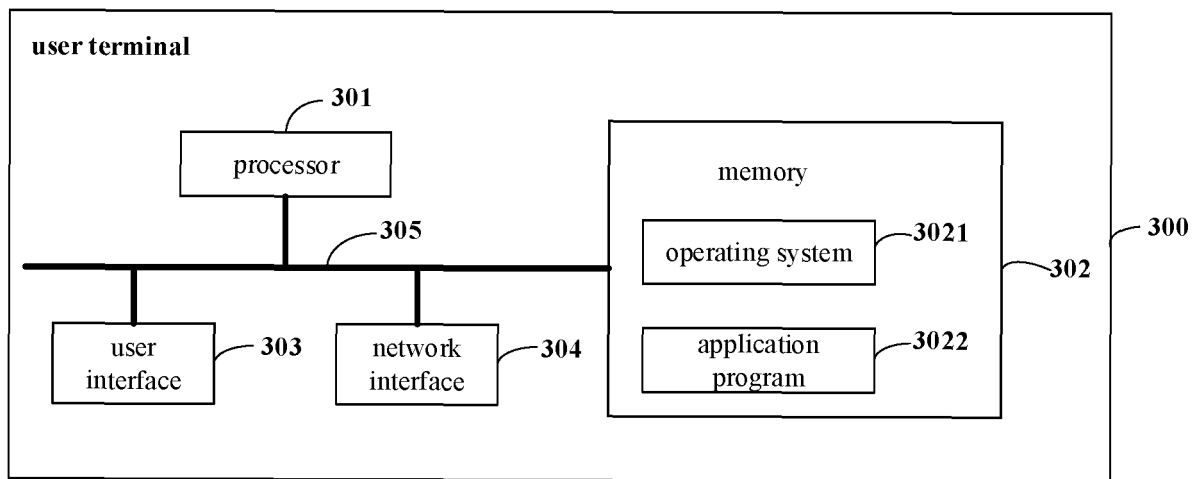 user terminal
301
processor
memory
305
3021
operating system
300
302
user
interface
303
network
interface
304
application
program
3022